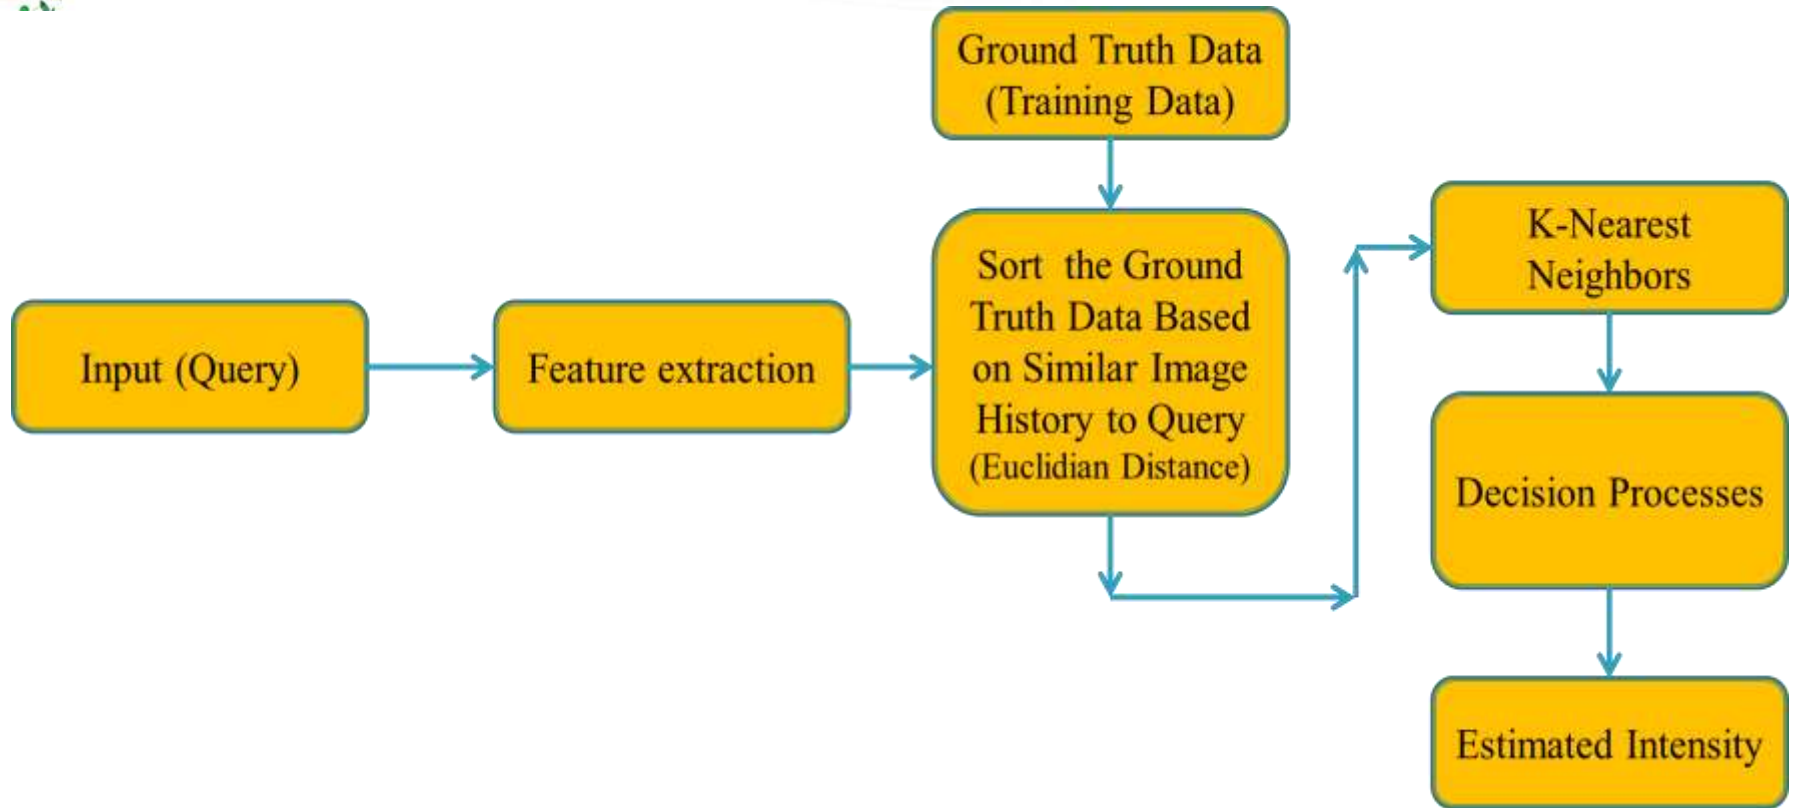 Ground Truth Data
(Training Data)
Input (Query)
Feature extraction
Sort the Ground
Truth Data Based
on Similar Image
History to Query
(Euclidian Distance)
K-Nearest
Neighbors
Decision Processes
Estimated Intensity